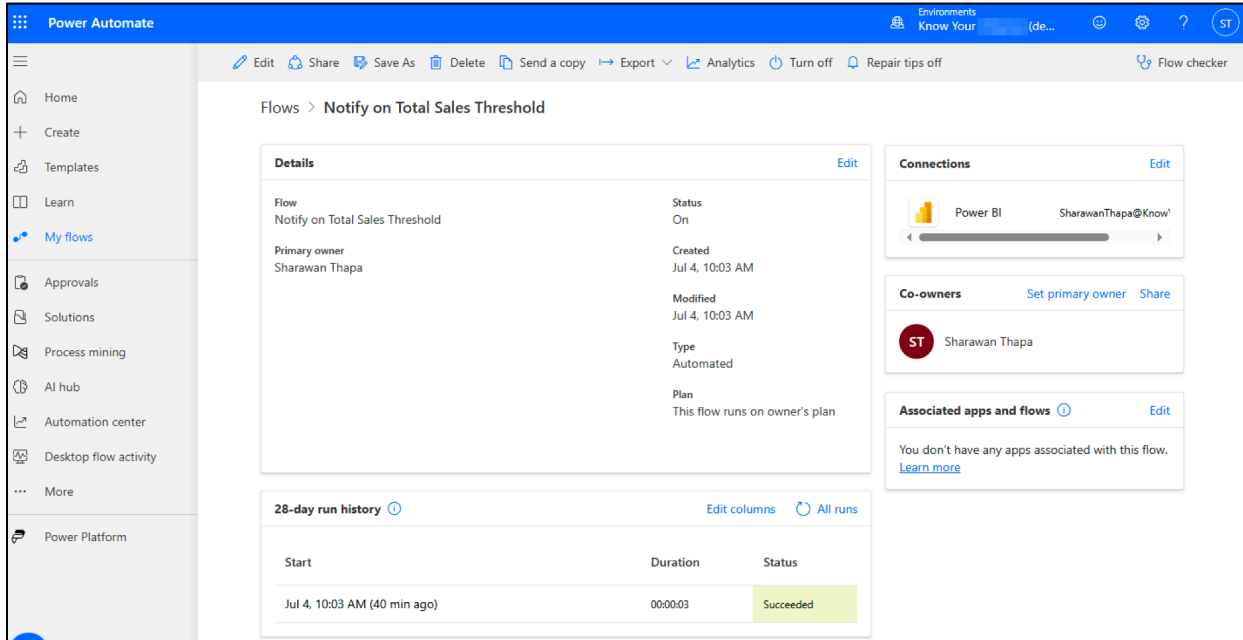 Power Automate
Environments
Know Your (de...
ST
Edit Share Save As Delete Send a copy Export Analytics Turn off Repair tips off Flow checker
Home
Create
Templates
Learn
My flows
Approvals
Solutions
Process mining
AI hub
Automation center
Desktop flow activity
More
Power Platform
Flows > Notify on Total Sales Threshold
Details Edit
Flow
Notify on Total Sales Threshold
Primary owner
Sharawan Thapa
Status
On
Created
Jul 4, 10:03 AM
Modified
Jul 4, 10:03 AM
Type
Automated
Plan
This flow runs on owner's plan
Connections Edit
Power BI SharawanThapa@Know
Co-owners Set primary owner Share
ST Sharawan Thapa
Associated apps and flows Edit
You don't have any apps associated with this flow.
Learn more
28-day run history Edit columns All runs
Start Duration Status
Jul 4, 10:03 AM (40 min ago) 00:00:03 Succeeded